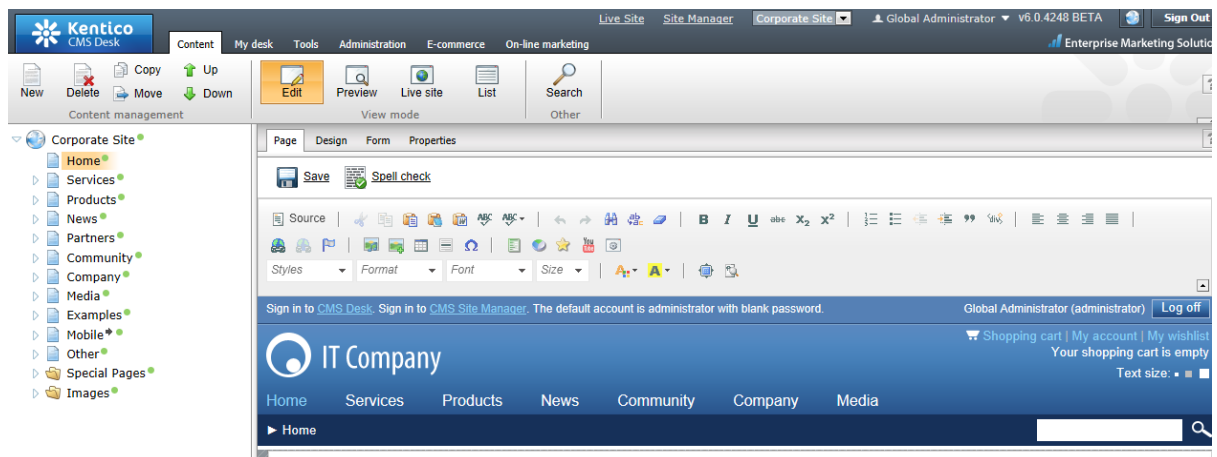 Live Site Site Manager Corporate Site Global Administrator v6.0.4248 BETA Sign Out
Kentico
CMS Desk
Content My desk Tools Administration E-commerce On-line marketing
Enterprise Marketing Solutio
New Delete Copy Move Up Down Edit Preview Live site List Search
Content management View mode Other
Corporate Site
Home
Services
Products
News
Partners
Community
Company
Media
Examples
Mobile
Other
Special Pages
Images
Page Design Form Properties
Save Spell check
Source
Styles Format Font Size
Sign in to CMS Desk. Sign in to CMS Site Manager. The default account is administrator with blank password. Global Administrator (administrator) Log off
Shopping cart | My account | My wishlist
Your shopping cart is empty
IT Company
Text size:
Home Services Products News Community Company Media
Home